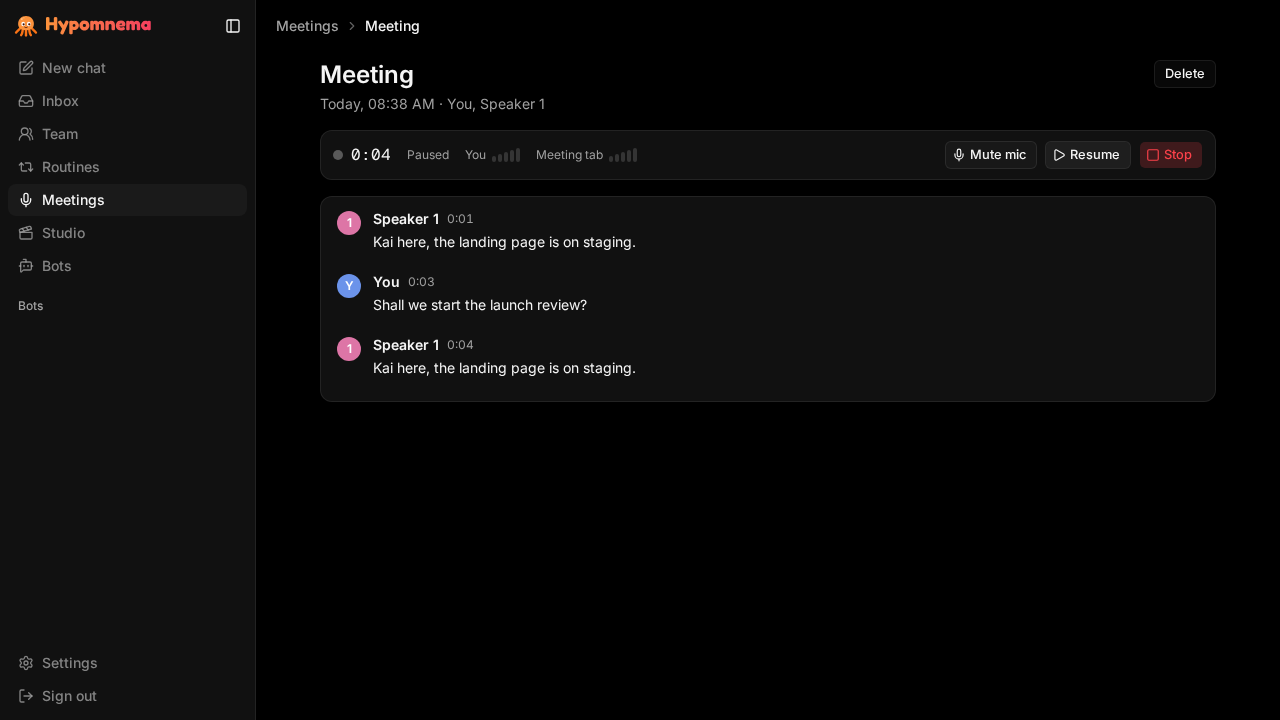 Hypomnema
New chat
Inbox
Team
Routines
Meetings
Studio
Bots
Bots
Settings
Sign out
Meetings > Meeting
Meeting
Delete
Today, 08:38 AM · You, Speaker 1
0:04 Paused You Meeting tab Mute mic Resume Stop
1 Speaker 1 0:01
Kai here, the landing page is on staging.
Y You 0:03
Shall we start the launch review?
1 Speaker 1 0:04
Kai here, the landing page is on staging.